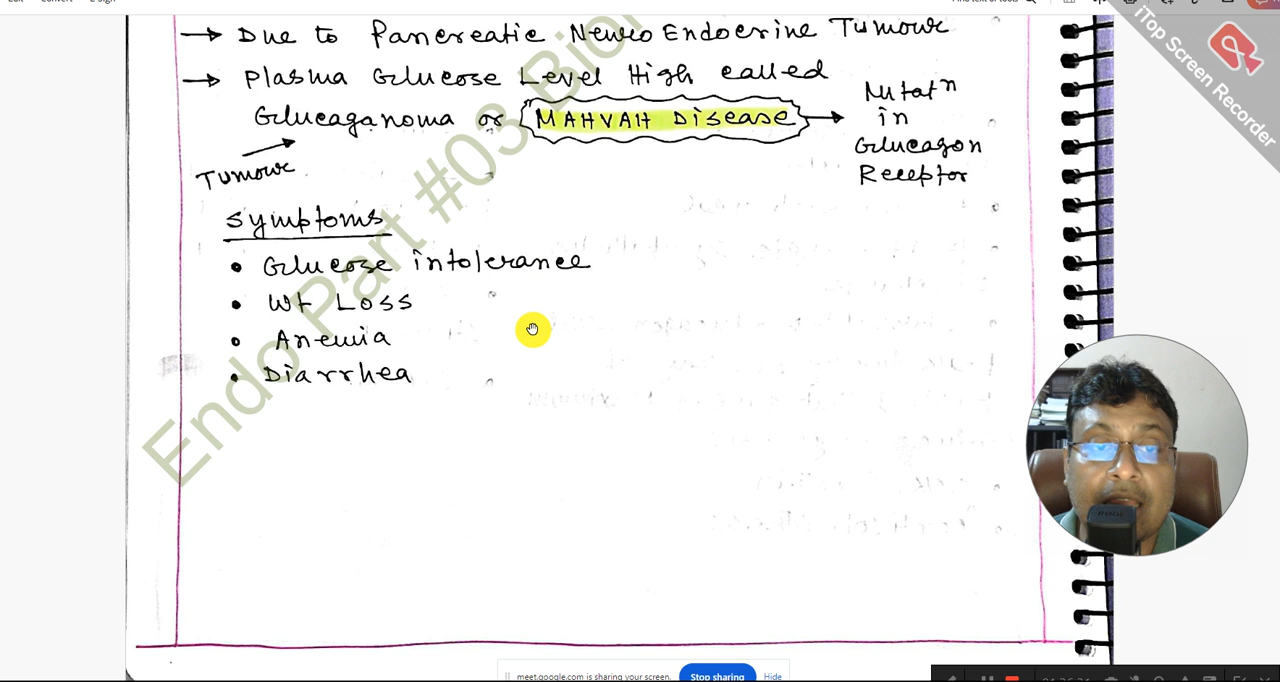 Convert
→ Due to Pancreatic Neuro Endocrine Tumour
→ Plasma Glucose Level High called
Glucaganoma or MAHVAH Disease → Mutatn in Glucagon Receptor
Tumour
Symptoms
• Glucose intolerance
• Wt Loss
• Anemia
• Diarrhea
Endo Part #03 Bio
iTop Screen Recorder
meet.google.com is sharing your screen.
Stop sharing
Hide